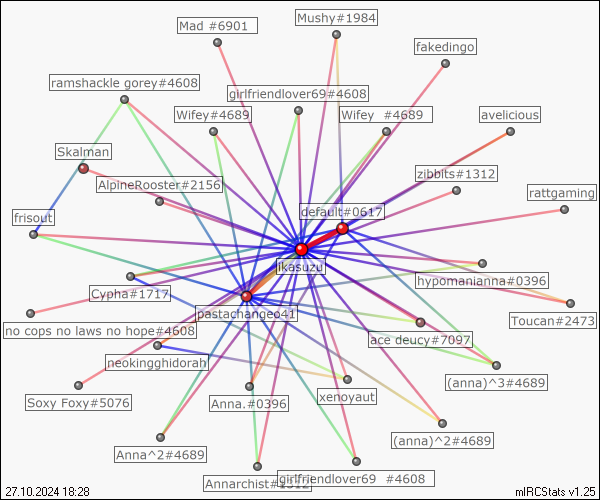 Mad #6901
Mushy#1984
fakedingo
ramshackle gorey#4608
girlfriendlover69#4608
Wifey#4689
Wifey  #4689
avelicious
Skalman
AlpineRooster#2156
zibbits#1312
rattgaming
frisout
default#0617
ikasuzu
hypomanianna#0396
Cypha#1717
pastachangeo41
Toucan#2473
no cops no laws no hope#4608
ace deucy#7097
neokingghidorah
Soxy Foxy#5076
Anna.#0396
xenoyaut
(anna)^3#4689
Anna^2#4689
(anna)^2#4689
Annarchist#1312
girlfriendlover69  #4608
27.10.2024 18:28
mIRCStats v1.25